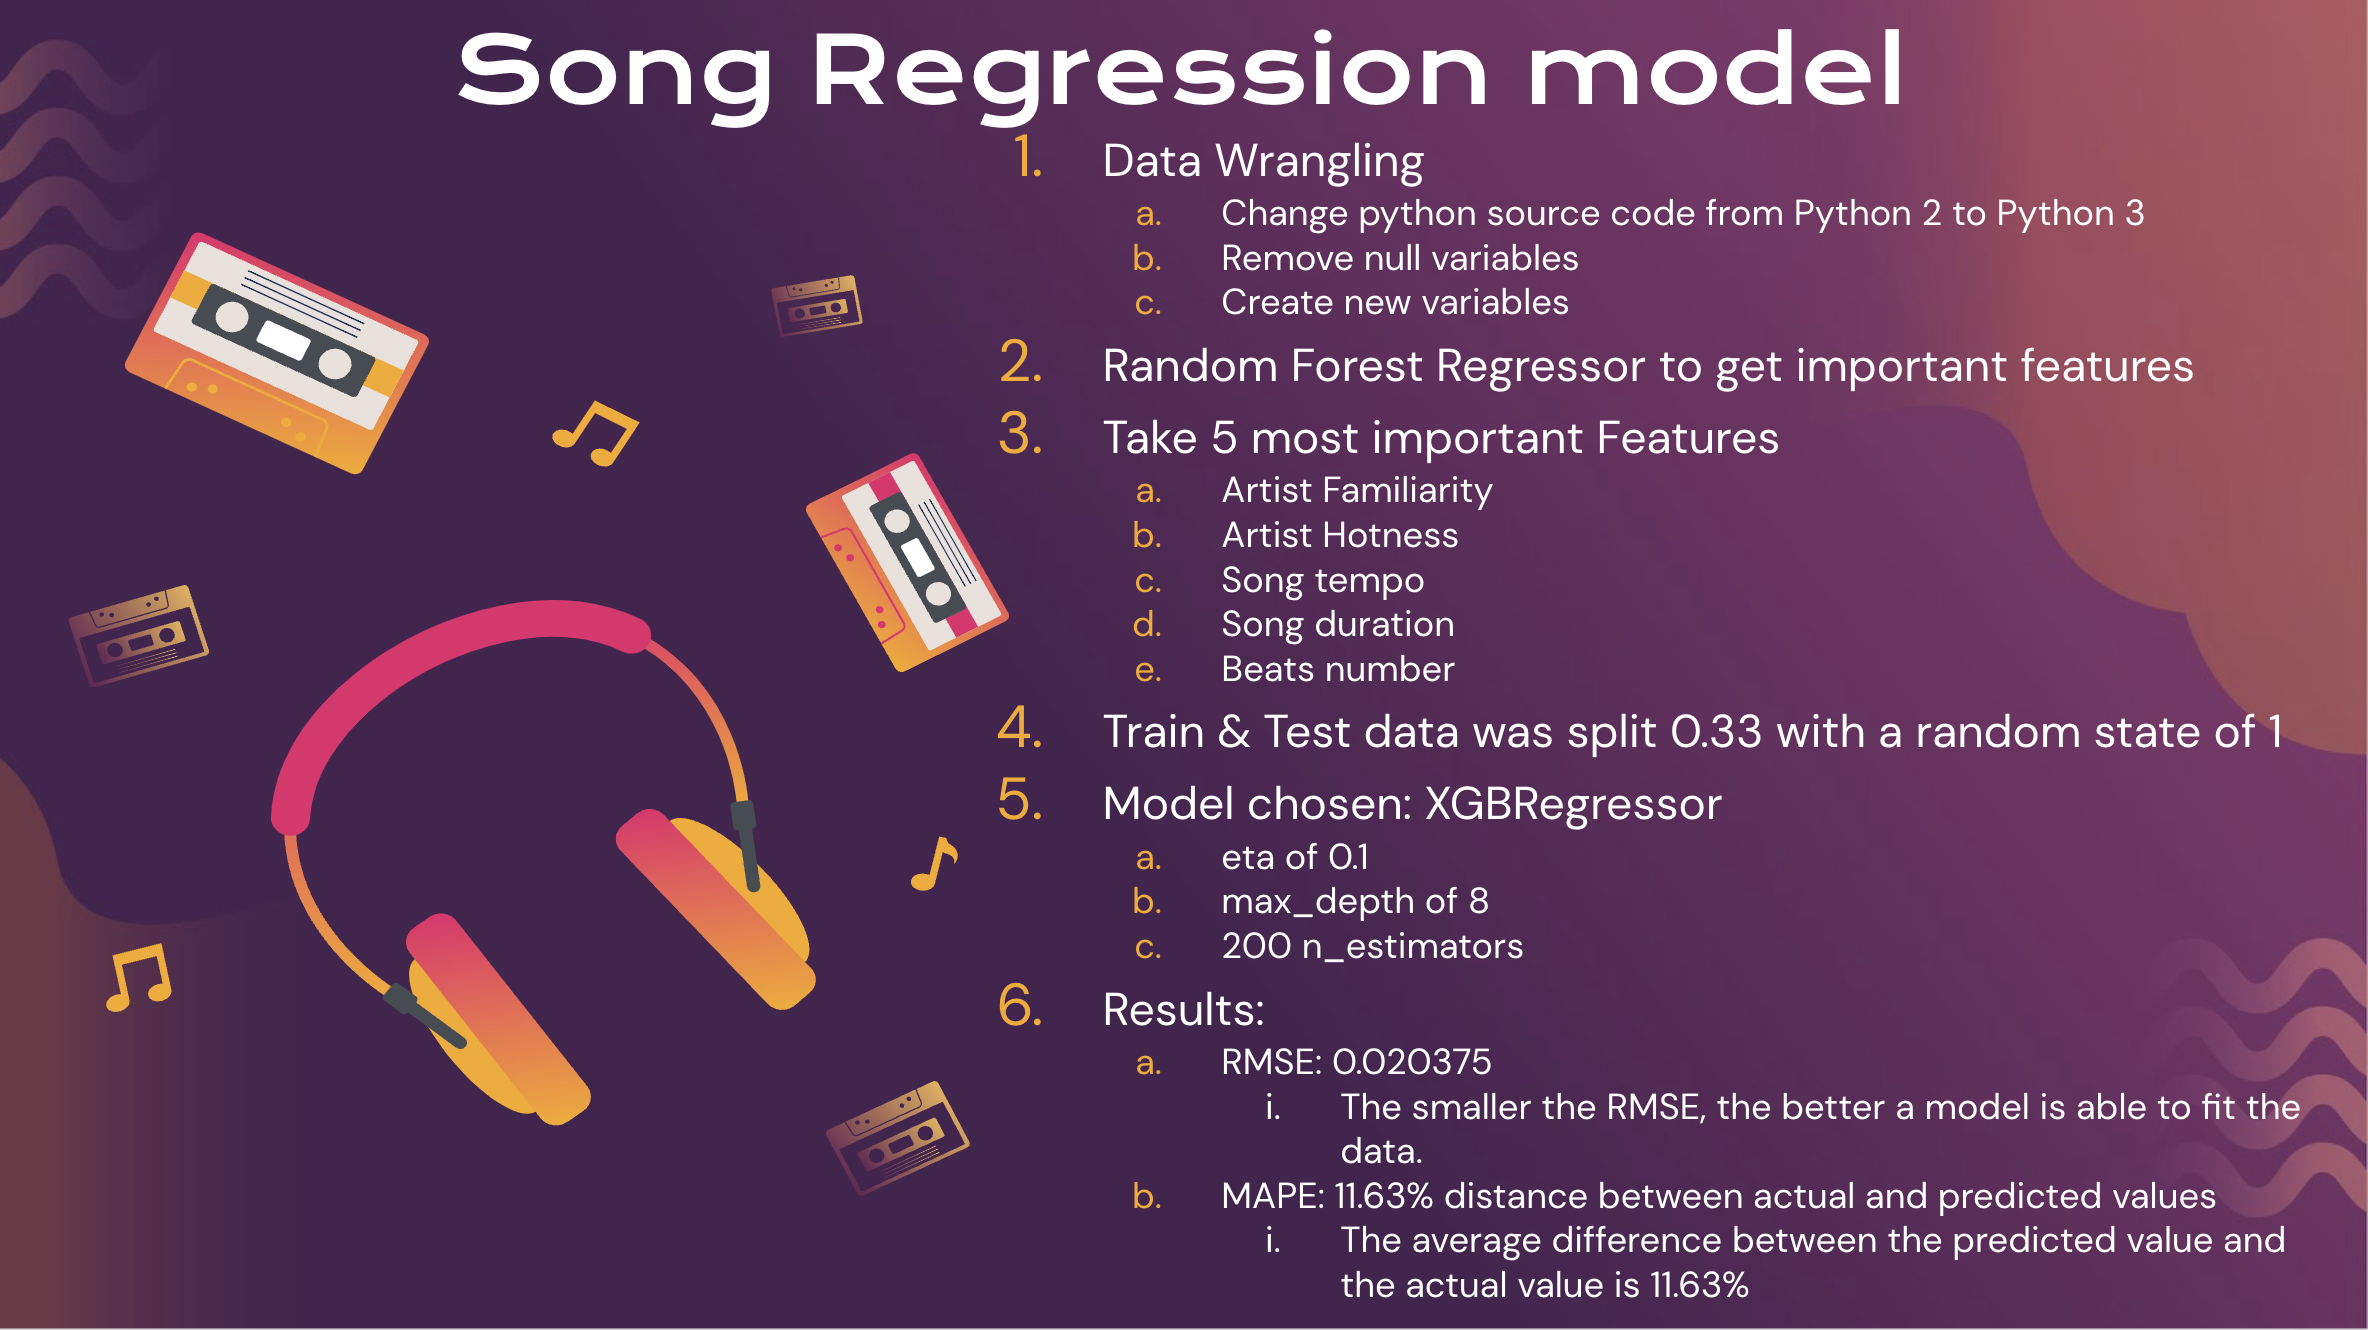 Song Regression model
1. Data Wrangling
a. Change python source code from Python 2 to Python 3
b. Remove null variables
c. Create new variables
2. Random Forest Regressor to get important features
3. Take 5 most important Features
a. Artist Familiarity
b. Artist Hotness
c. Song tempo
d. Song duration
e. Beats number
4. Train & Test data was split 0.33 with a random state of 1
5. Model chosen: XGBRegressor
a. eta of 0.1
b. max_depth of 8
c. 200 n_estimators
6. Results:
a. RMSE: 0.020375
i. The smaller the RMSE, the better a model is able to fit the
data.
b. MAPE: 11.63% distance between actual and predicted values
i. The average difference between the predicted value and
the actual value is 11.63%